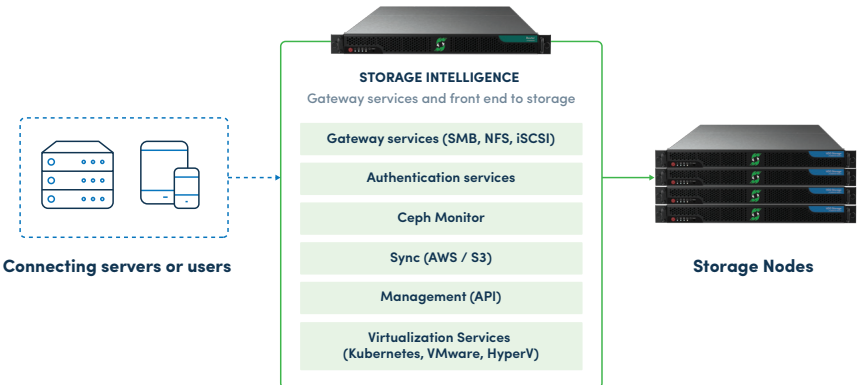 STORAGE INTELLIGENCE
Gateway services and front end to storage
Gateway services (SMB, NFS, iSCSI)
Authentication services
Ceph Monitor
Sync (AWS / S3)
Management (API)
Virtualization Services
(Kubernetes, VMware, HyperV)
Connecting servers or users
Storage Nodes